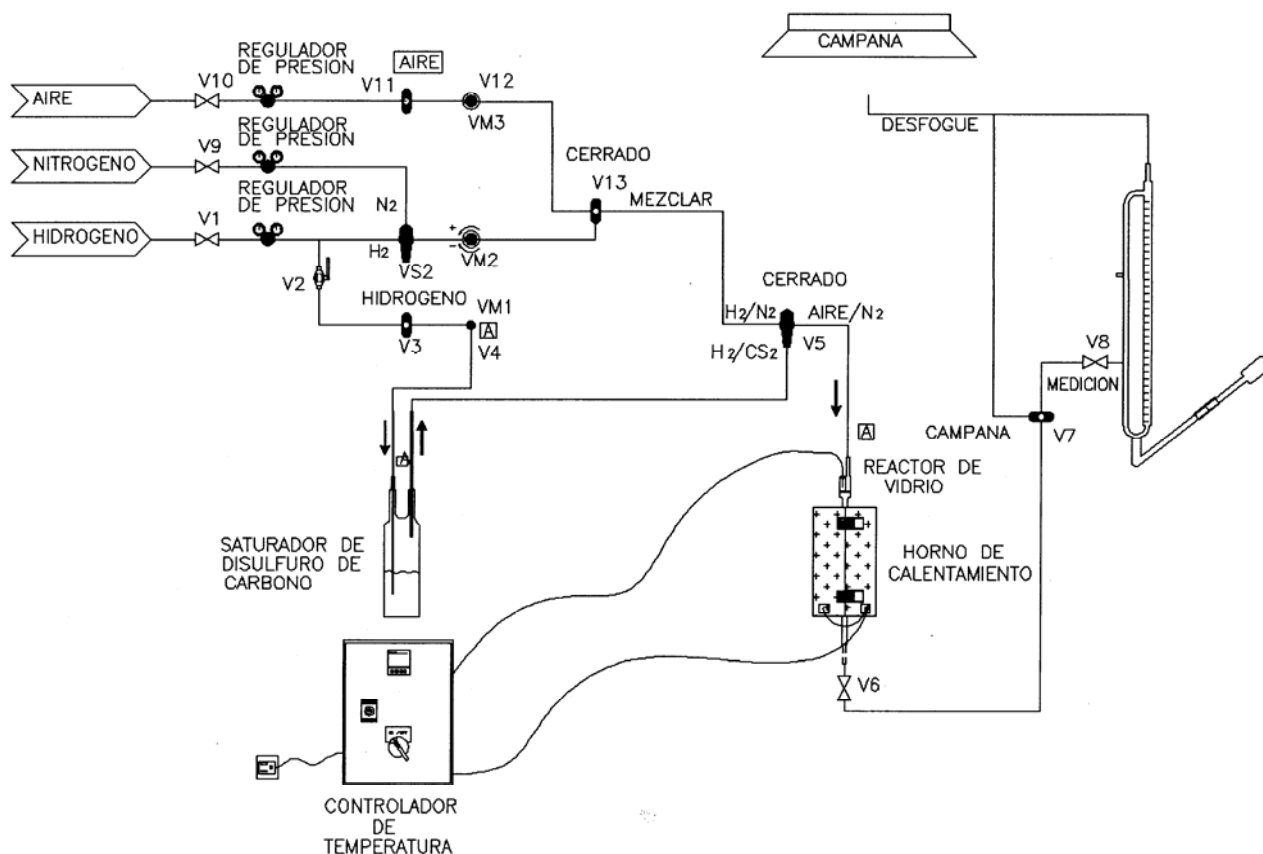 CAMPANA
REGULADOR
DE PRESION
AIRE
V10
V11
V12
AIRE
VM3
DESFOGUE
REGULADOR
DE PRESION
V9
NITROGENO
CERRADO
V13
MEZCLAR
REGULADOR
DE PRESION
N2
V1
HIDROGENO
H2
+
-
VS2
VM2
V2
HIDROGENO
VM1
A
V3
V4
CERRADO
H2/N2
AIRE/N2
H2/CS2
V5
V8
MEDICION
CAMPANA
V7
A
A
REACTOR DE
VIDRIO
SATURADOR DE
DISULFURO DE
CARBONO
HORNO DE
CALENTAMIENTO
V6
CONTROLADOR
DE
TEMPERATURA